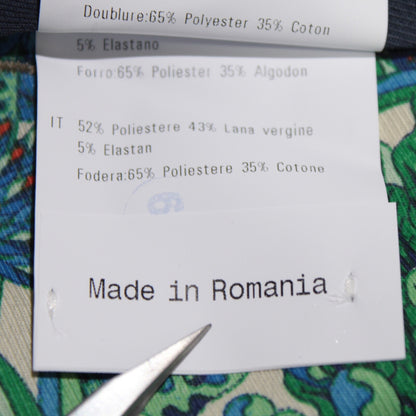 Doublure:65% Polyester 35% Coton
5% Elastano
Forro:65% Poliester 35% Algodon
IT 52% Poliestere 43% Lana vergine
5% Elastan
Fodera:65% Poliestere 35% Cotone
Made in Romania